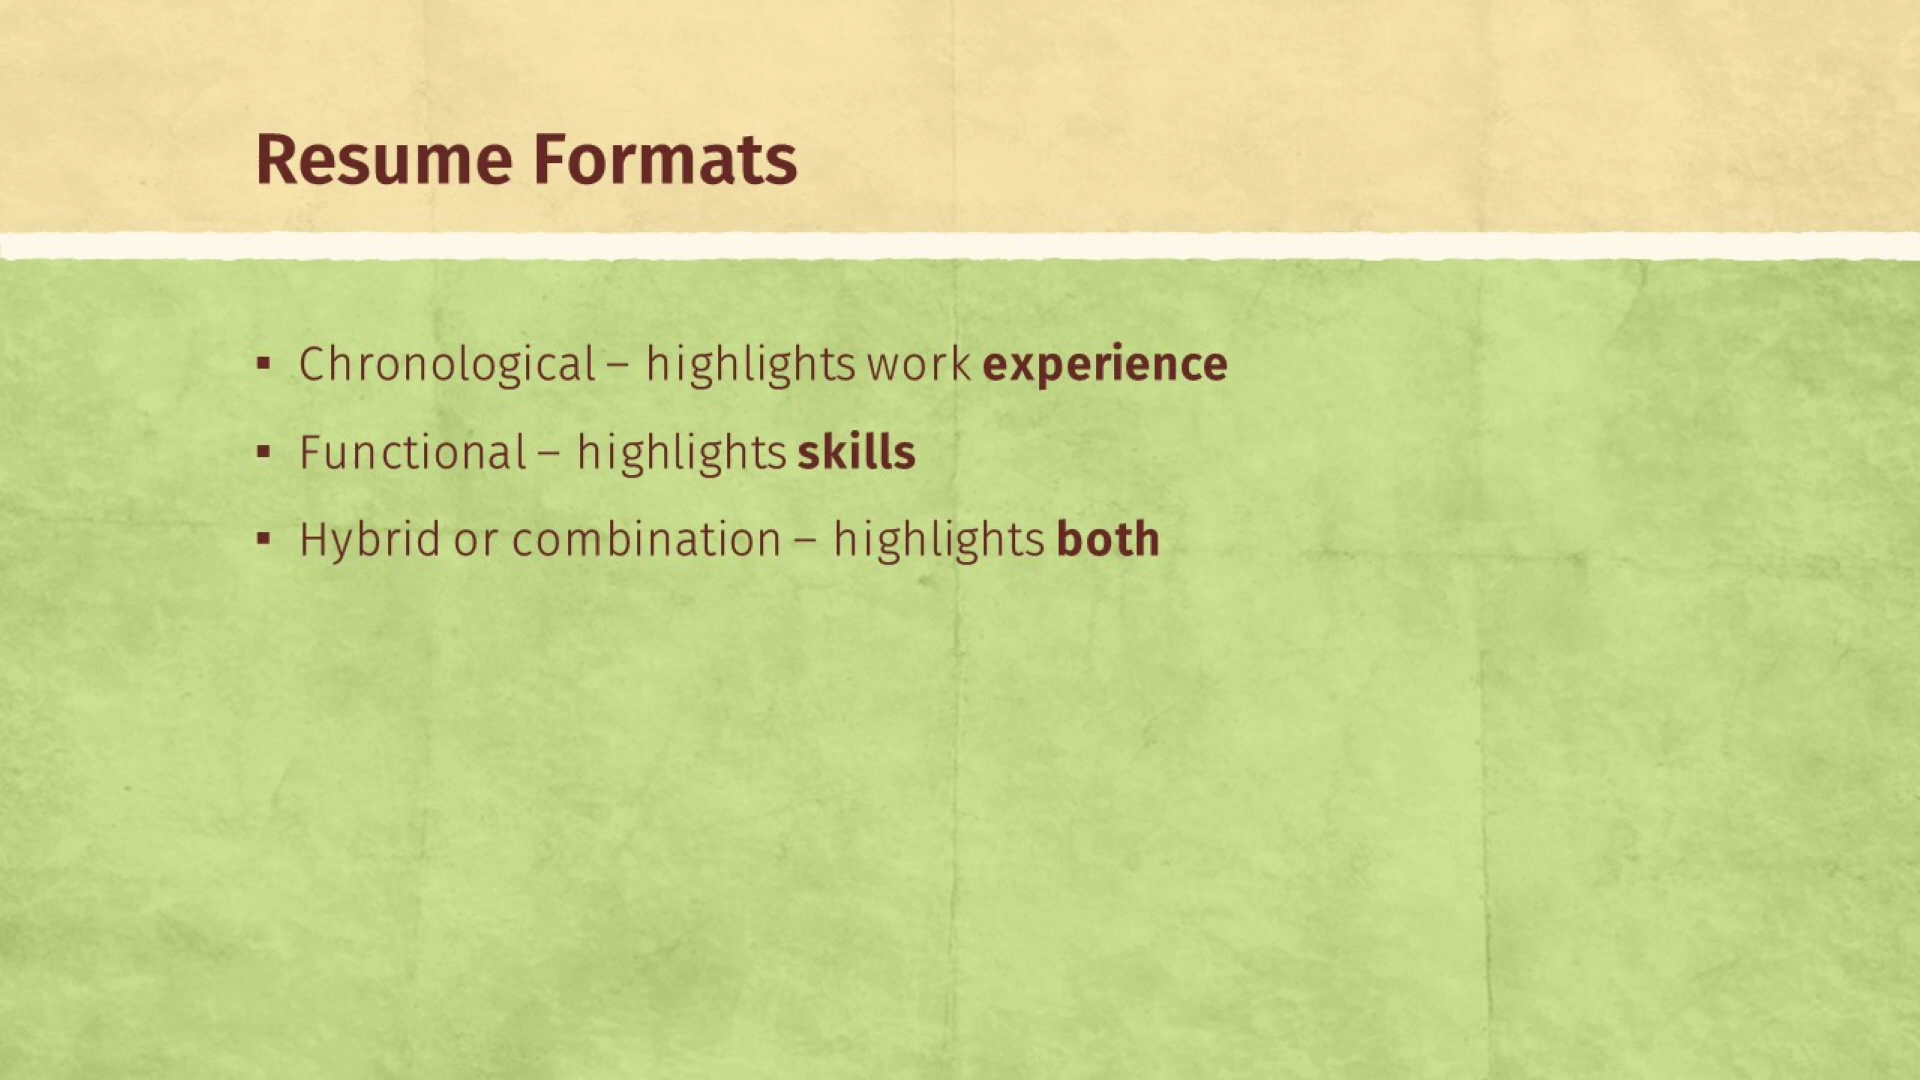 Resume Formats
▪ Chronological – highlights work experience
▪ Functional – highlights skills
▪ Hybrid or combination – highlights both